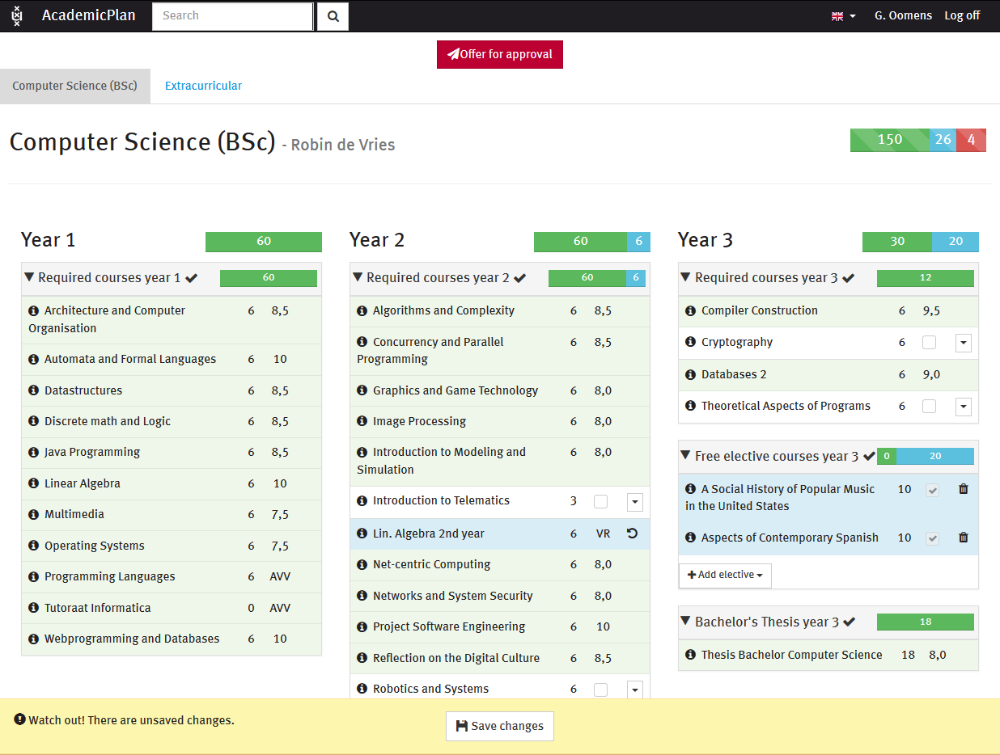 AcademicPlan Search G. Oomens Log off
Offer for approval
Computer Science (BSc) Extracurricular
Computer Science (BSc) - Robin de Vries 150 26 4
Year 1 60
Required courses year 1 60
Architecture and Computer 6 8,5
Organisation
Automata and Formal Languages 6 10
Datastructures 6 8,5
Discrete math and Logic 6 8,5
Java Programming 6 8,5
Linear Algebra 6 10
Multimedia 6 7,5
Operating Systems 6 7,5
Programming Languages 6 AVV
Tutoraat Informatica 0 AVV
Webprogramming and Databases 6 10
Year 2 60 6
Required courses year 2 60 6
Algorithms and Complexity 6 8,5
Concurrency and Parallel 6 8,5
Programming
Graphics and Game Technology 6 8,0
Image Processing 6 8,0
Introduction to Modeling and 6 8,0
Simulation
Introduction to Telematics 3
Lin. Algebra 2nd year 6 VR
Net-centric Computing 6 8,0
Networks and System Security 6 8,0
Project Software Engineering 6 10
Reflection on the Digital Culture 6 8,5
Robotics and Systems 6
Year 3 30 20
Required courses year 3 12
Compiler Construction 6 9,5
Cryptography 6
Databases 2 6 9,0
Theoretical Aspects of Programs 6
Free elective courses year 3 0 20
A Social History of Popular Music 10
in the United States
Aspects of Contemporary Spanish 10
Add elective
Bachelor's Thesis year 3 18
Thesis Bachelor Computer Science 18 8,0
Watch out! There are unsaved changes. Save changes